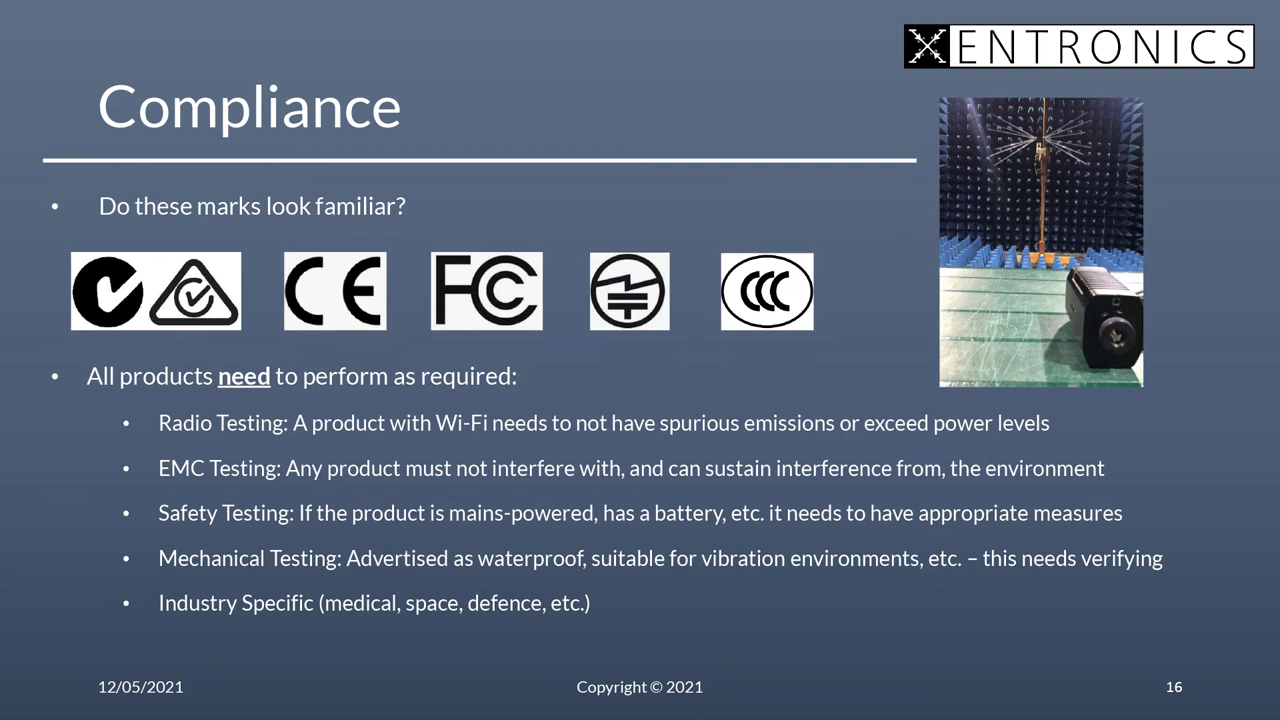 XENTRONICS
Compliance
• Do these marks look familiar?
CE FC CCC
• All products need to perform as required:
• Radio Testing: A product with Wi-Fi needs to not have spurious emissions or exceed power levels
• EMC Testing: Any product must not interfere with, and can sustain interference from, the environment
• Safety Testing: If the product is mains-powered, has a battery, etc. it needs to have appropriate measures
• Mechanical Testing: Advertised as waterproof, suitable for vibration environments, etc. – this needs verifying
• Industry Specific (medical, space, defence, etc.)
12/05/2021 Copyright © 2021 16